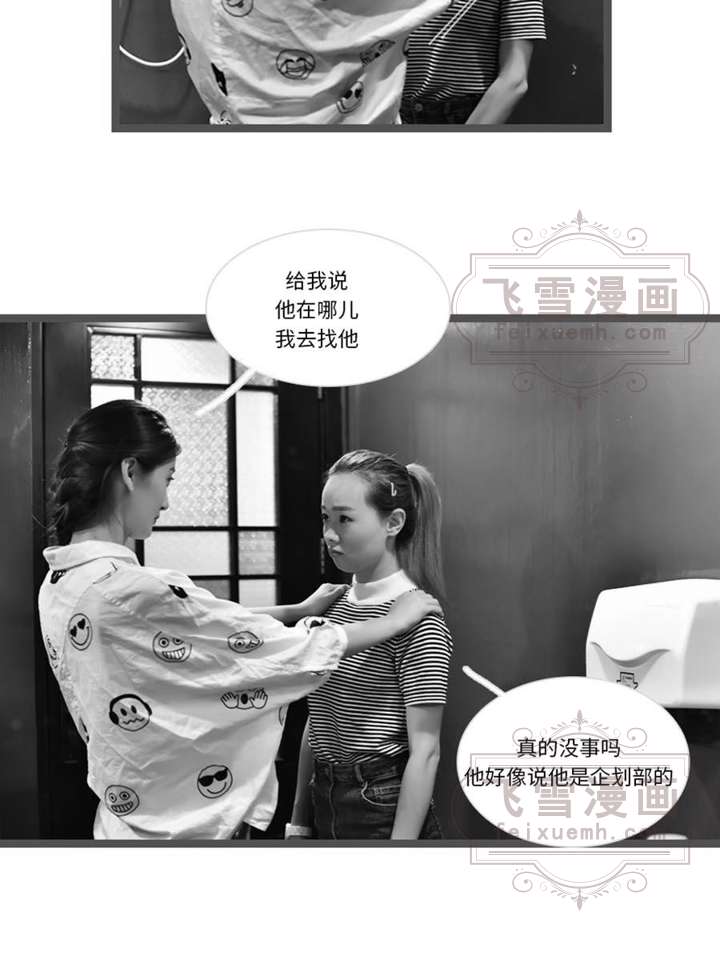 给我说
他在哪儿
我去找他
飞雪漫画
feixuemh.com
真的没事吗
他好像说他是企划部的
飞雪漫画
feixuemh.com